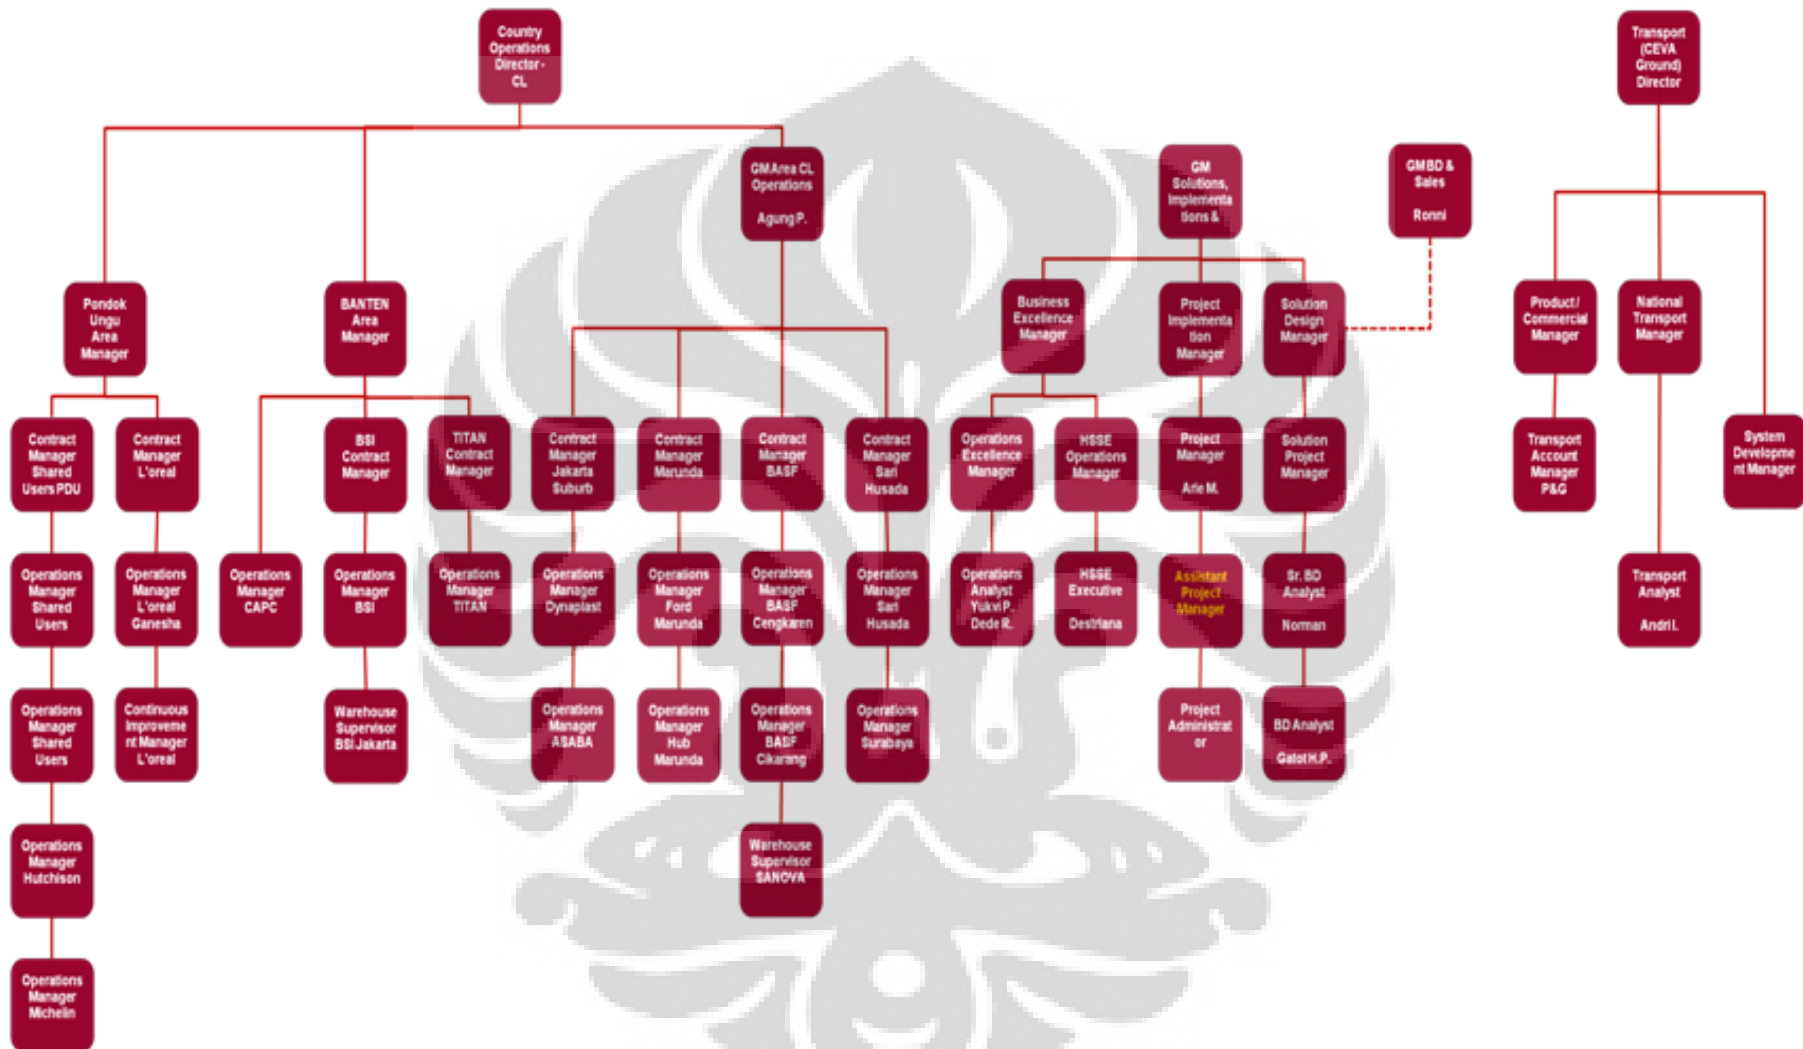 Country
Operations
Director -
CL
Transport
(CEVA
Ground)
Director
GM Area CL
Operations
Agung P.
GM
Solutions,
Implementa
tions &
GM BD &
Sales
Ronni
Pondok
Ungu
Area
Manager
BANTEN
Area
Manager
Business
Excellence
Manager
Project
Implementa
tion
Manager
Solution
Design
Manager
Product /
Commercial
Manager
National
Transport
Manager
Contract
Manager
Shared
Users PDU
Contract
Manager
L'oreal
BSI
Contract
Manager
TITAN
Contract
Manager
Contract
Manager
Jakarta
Suburb
Contract
Manager
Marunda
Contract
Manager
BASF
Contract
Manager
Sari
Husada
Operations
Excellence
Manager
HSSE
Operations
Manager
Project
Manager
Arie M.
Solution
Project
Manager
Transport
Account
Manager
P&G
System
Developme
nt Manager
Operations
Manager
Shared
Users
Operations
Manager
L'oreal
Ganesha
Operations
Manager
CAPC
Operations
Manager
BSI
Operations
Manager
TITAN
Operations
Manager
Dynaplast
Operations
Manager
Ford
Marunda
Operations
Manager
BASF
Cengkaren
Operations
Manager
Sari
Husada
Operations
Analyst
Yukvi P.
Dede R.
HSSE
Executive
Destriana
Assistant
Project
Manager
Sr. BD
Analyst
Norman
Transport
Analyst
Andri I.
Operations
Manager
Shared
Users
Continuous
Improveme
nt Manager
L'oreal
Warehouse
Supervisor
BSI Jakarta
Operations
Manager
ASABA
Operations
Manager
Hub
Marunda
Operations
Manager
BASF
Cikarang
Operations
Manager
Surabaya
Project
Administrat
or
BD Analyst
Gatot H.P.
Operations
Manager
Hutchison
Warehouse
Supervisor
SANOVA
Operations
Manager
Michelin